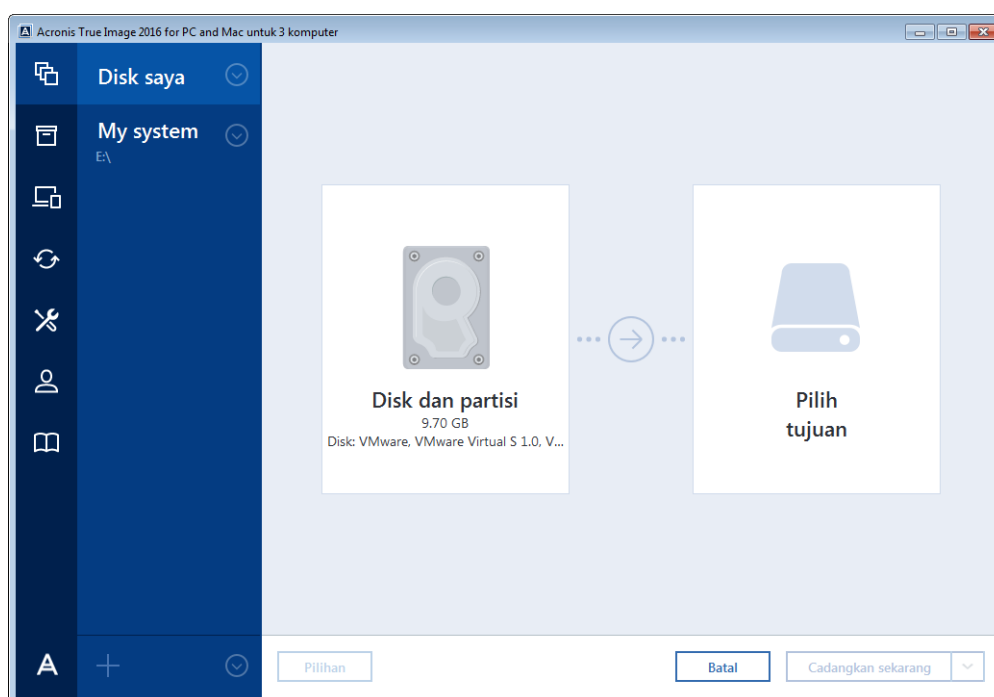 Acronis True Image 2016 for PC and Mac untuk 3 komputer
Disk saya
My system
E:\
Disk dan partisi
9.70 GB
Disk: VMware, VMware Virtual S 1.0, V...
Pilih
tujuan
Pilihan
Batal
Cadangkan sekarang